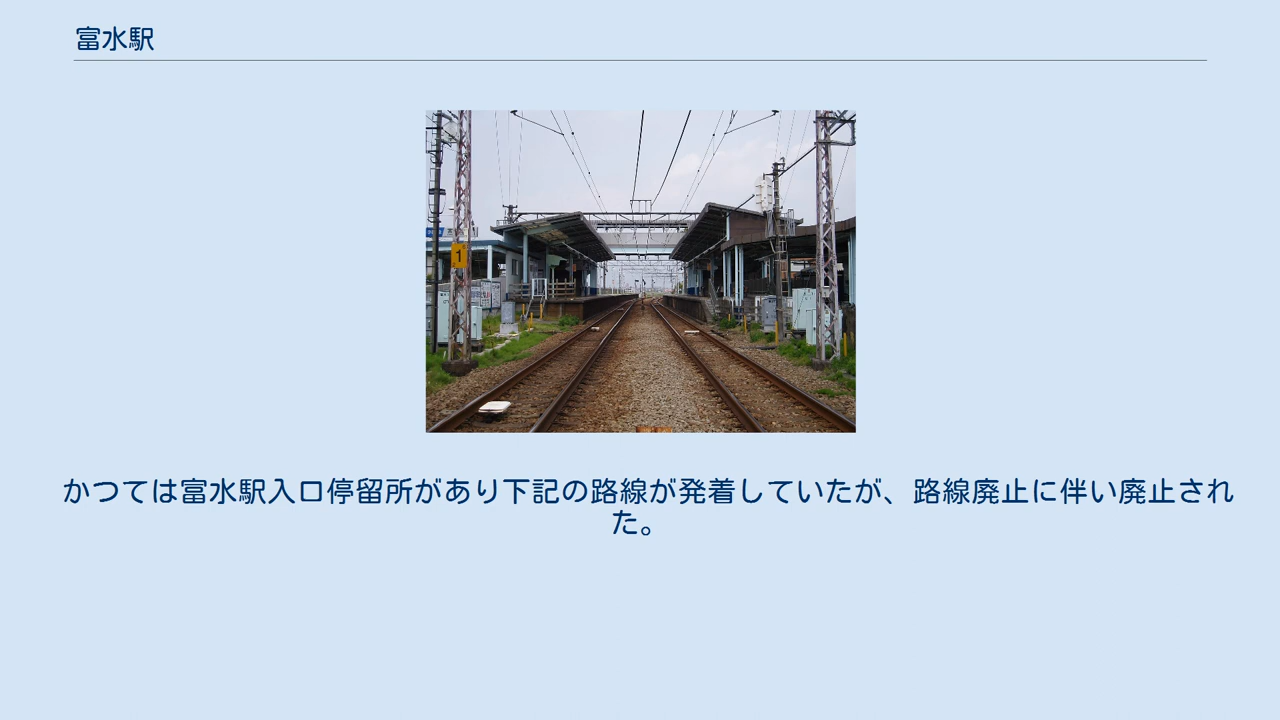 富水駅
1
かつては富水駅入口停留所があり下記の路線が発着していたが、路線廃止に伴い廃止され
た。